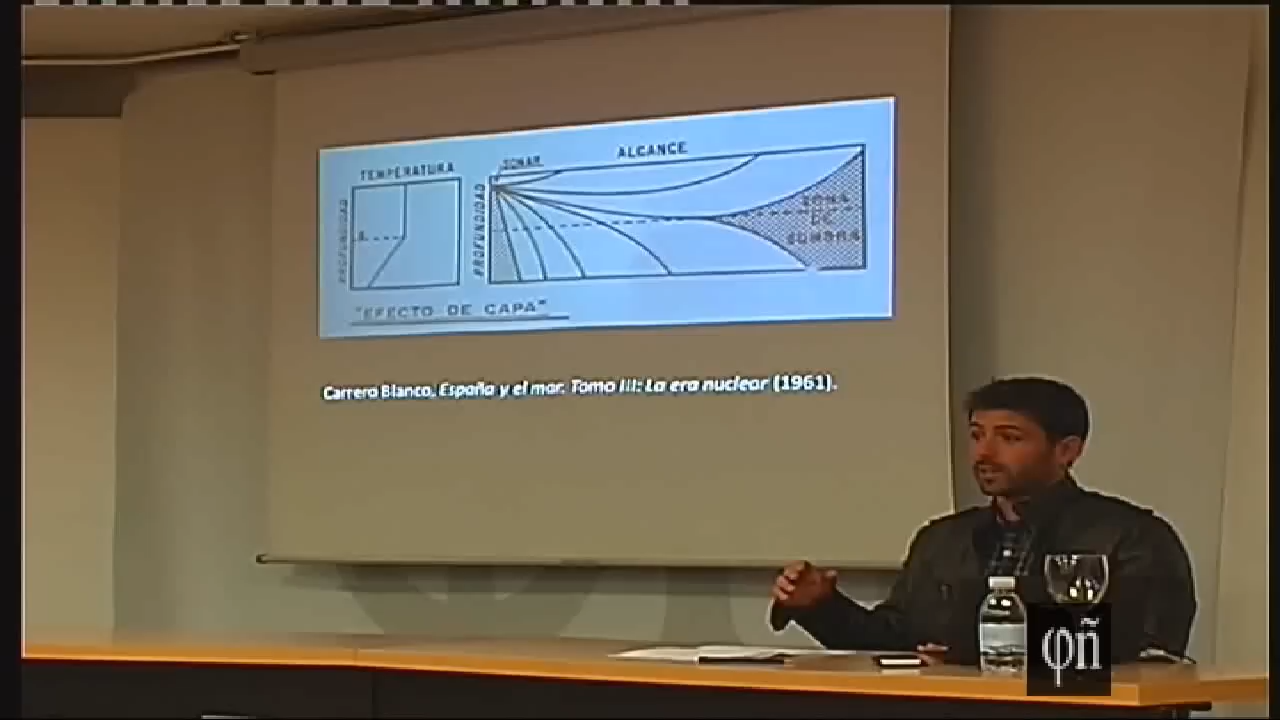 TEMPERATURA
PROFUNDIDAD
SONAR
ALCANCE
PROFUNDIDAD
ZONA
DE
SOMBRA
"EFECTO DE CAPA"
Carrero Blanco, España y el mar. Tomo III: La era nuclear (1961).
φñ